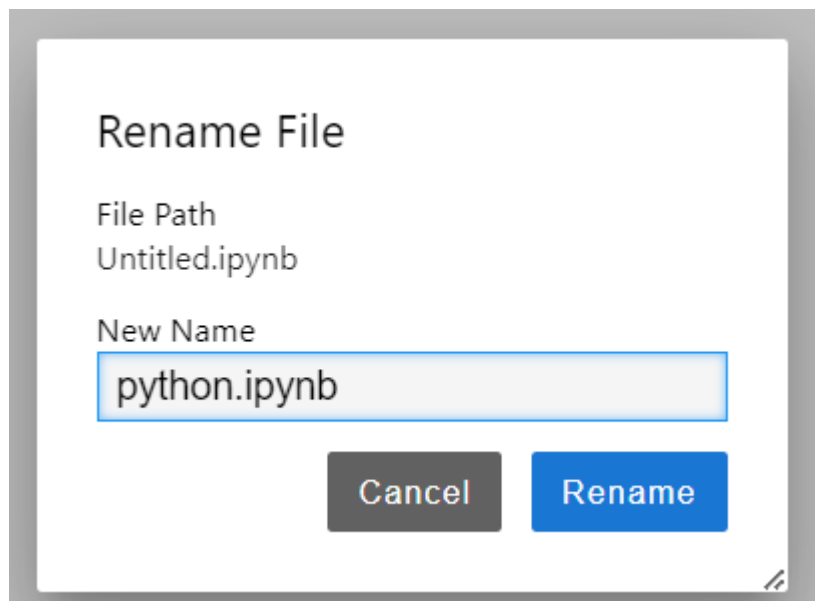 Rename File
File Path
Untitled.ipynb
New Name
python.ipynb
Cancel Rename